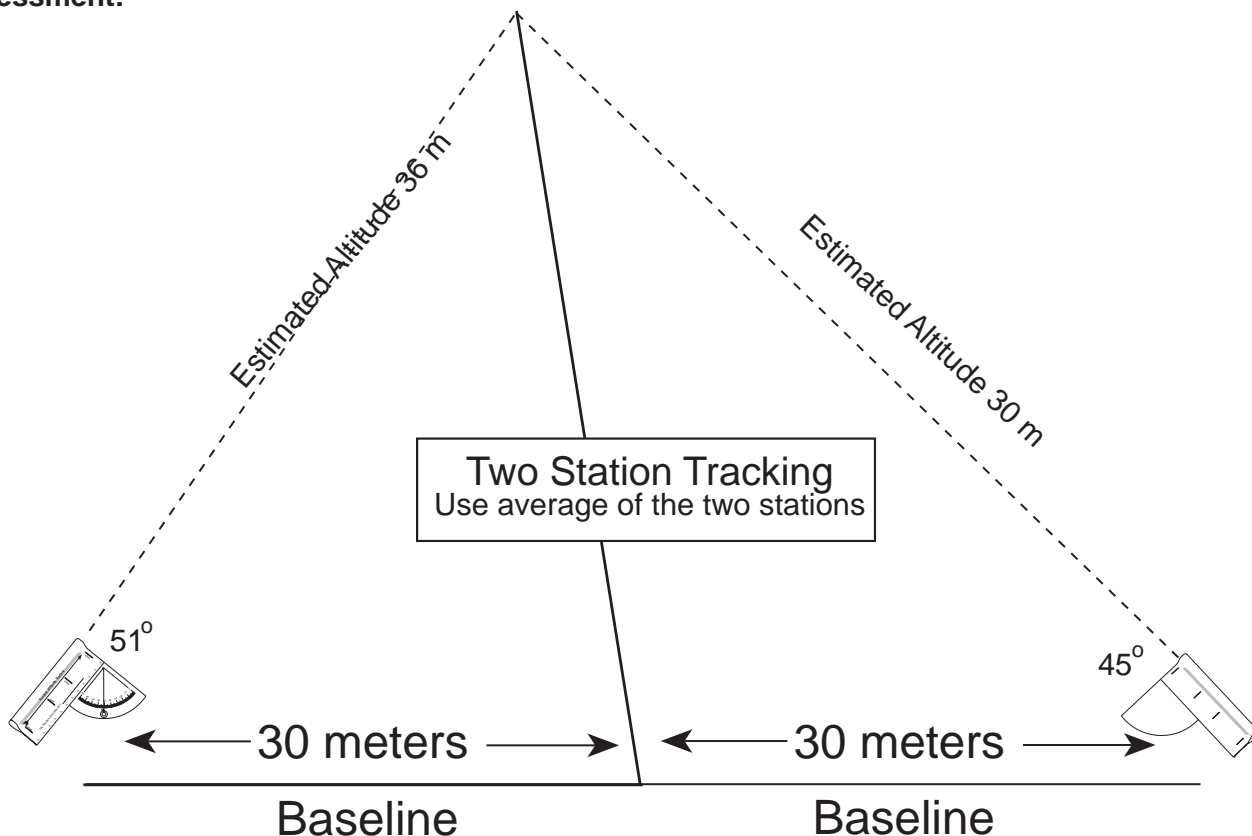 essment:
Estimated Altitude 36 m
Estimated Altitude 30 m
Two Station Tracking
Use average of the two stations
51°
45°
30 meters
30 meters
Baseline
Baseline